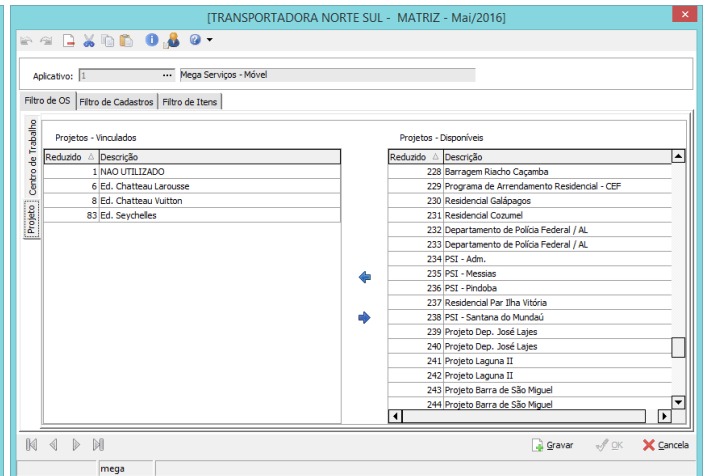 [TRANSPORTADORA NORTE SUL - MATRIZ - Mai/2016]
Aplicativo: 1 ... Mega Serviços - Móvel
Filtro de OS Filtro de Cadastros Filtro de Itens
Centro de Trabalho
Projeto
Projetos - Vinculados
Reduzido Descrição
1 NAO UTILIZADO
6 Ed. Chatteau Larousse
8 Ed. Chatteau Vuitton
83 Ed. Seychelles
Projetos - Disponíveis
Reduzido Descrição
228 Barragem Riacho Caçamba
229 Programa de Arrendamento Residencial - CEF
230 Residencial Galápagos
231 Residencial Cozumel
232 Departamento de Polícia Federal / AL
233 Departamento de Polícia Federal / AL
234 PSI - Adm.
235 PSI - Messias
236 PSI - Pindoba
237 Residencial Par Ilha Vitória
238 PSI - Santana do Mundaú
239 Projeto Dep. José Lajes
240 Projeto Dep. José Lajes
241 Projeto Laguna II
242 Projeto Laguna II
243 Projeto Barra de São Miguel
244 Projeto Barra de São Miguel
Gravar OK Cancela
mega